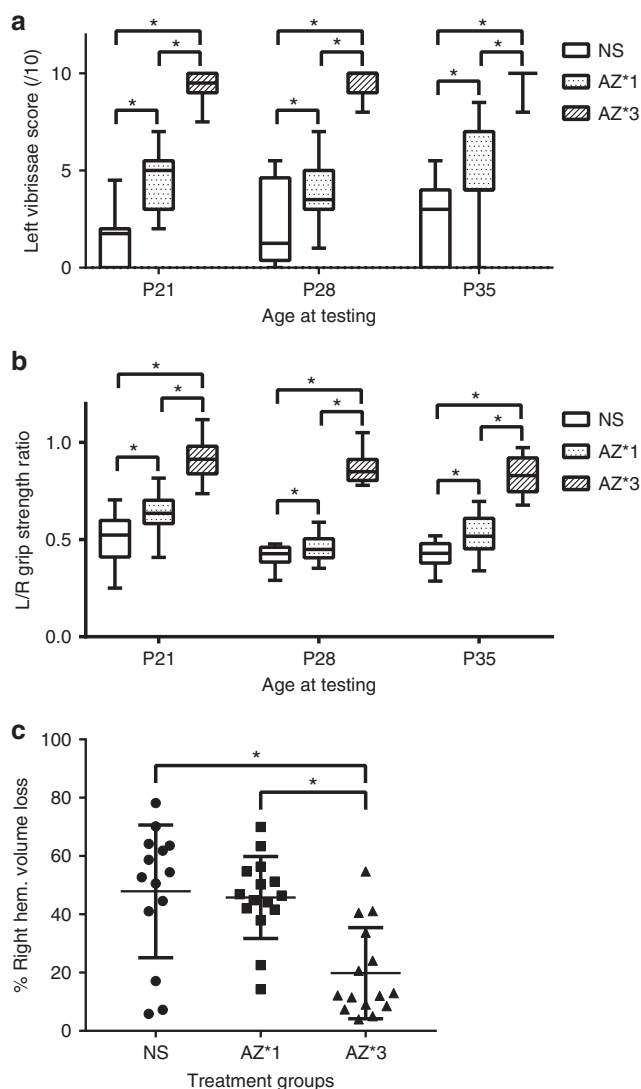 a
Left vibrissae score (/10)
10
5
0
* * *
* * *
* * *
P21 P28 P35
Age at testing
NS
AZ*1
AZ*3
b
L/R grip strength ratio
1.0
0.5
0.0
* * *
* * *
* * *
P21 P28 P35
Age at testing
NS
AZ*1
AZ*3
c
% Right hem. volume loss
100
80
60
40
20
0
*
*
NS AZ*1 AZ*3
Treatment groups